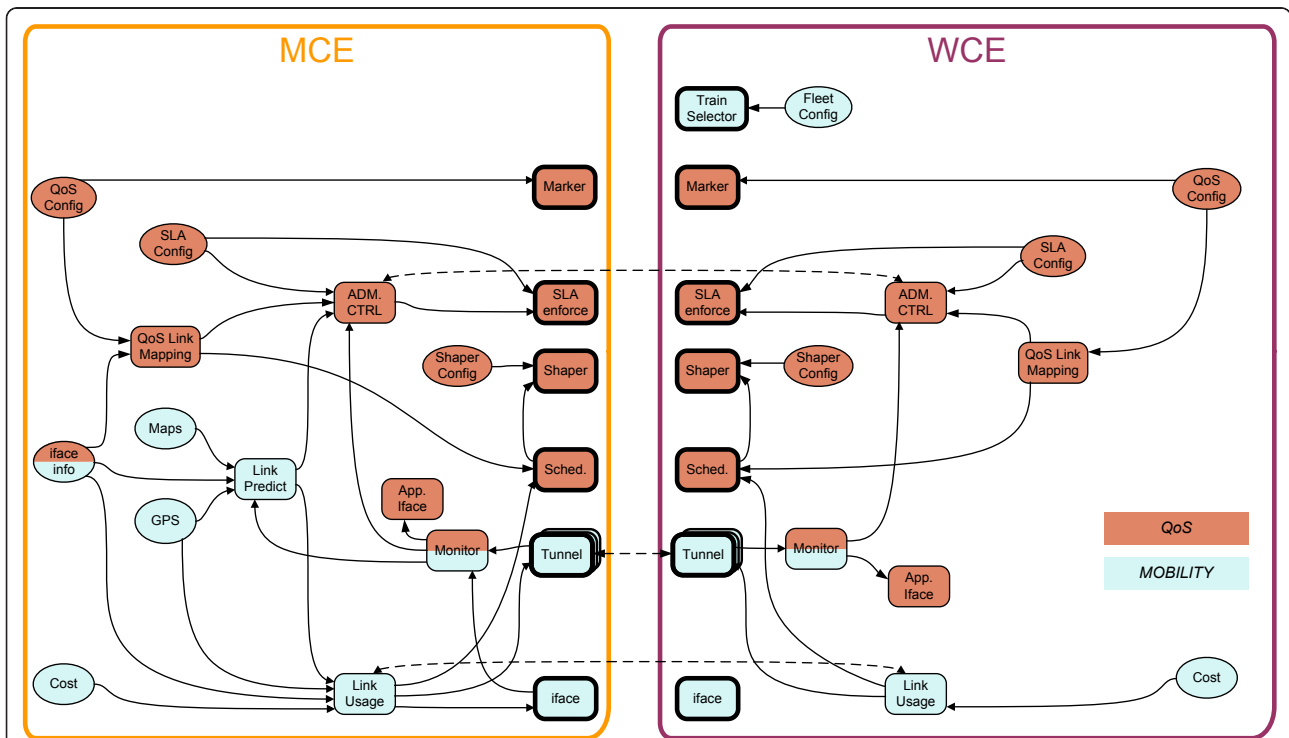 MCE
WCE
Train
Selector
Fleet
Config
QoS
Config
Marker
Marker
QoS
Config
SLA
Config
SLA
Config
ADM.
CTRL
SLA
enforce
SLA
enforce
ADM.
CTRL
QoS Link
Mapping
Shaper
Config
Shaper
Shaper
Shaper
Config
QoS Link
Mapping
Maps
iface
info
Link
Predict
Sched.
Sched.
App.
Iface
GPS
Monitor
Tunnel
Tunnel
Monitor
QoS
MOBILITY
App.
Iface
Cost
Link
Usage
iface
iface
Link
Usage
Cost